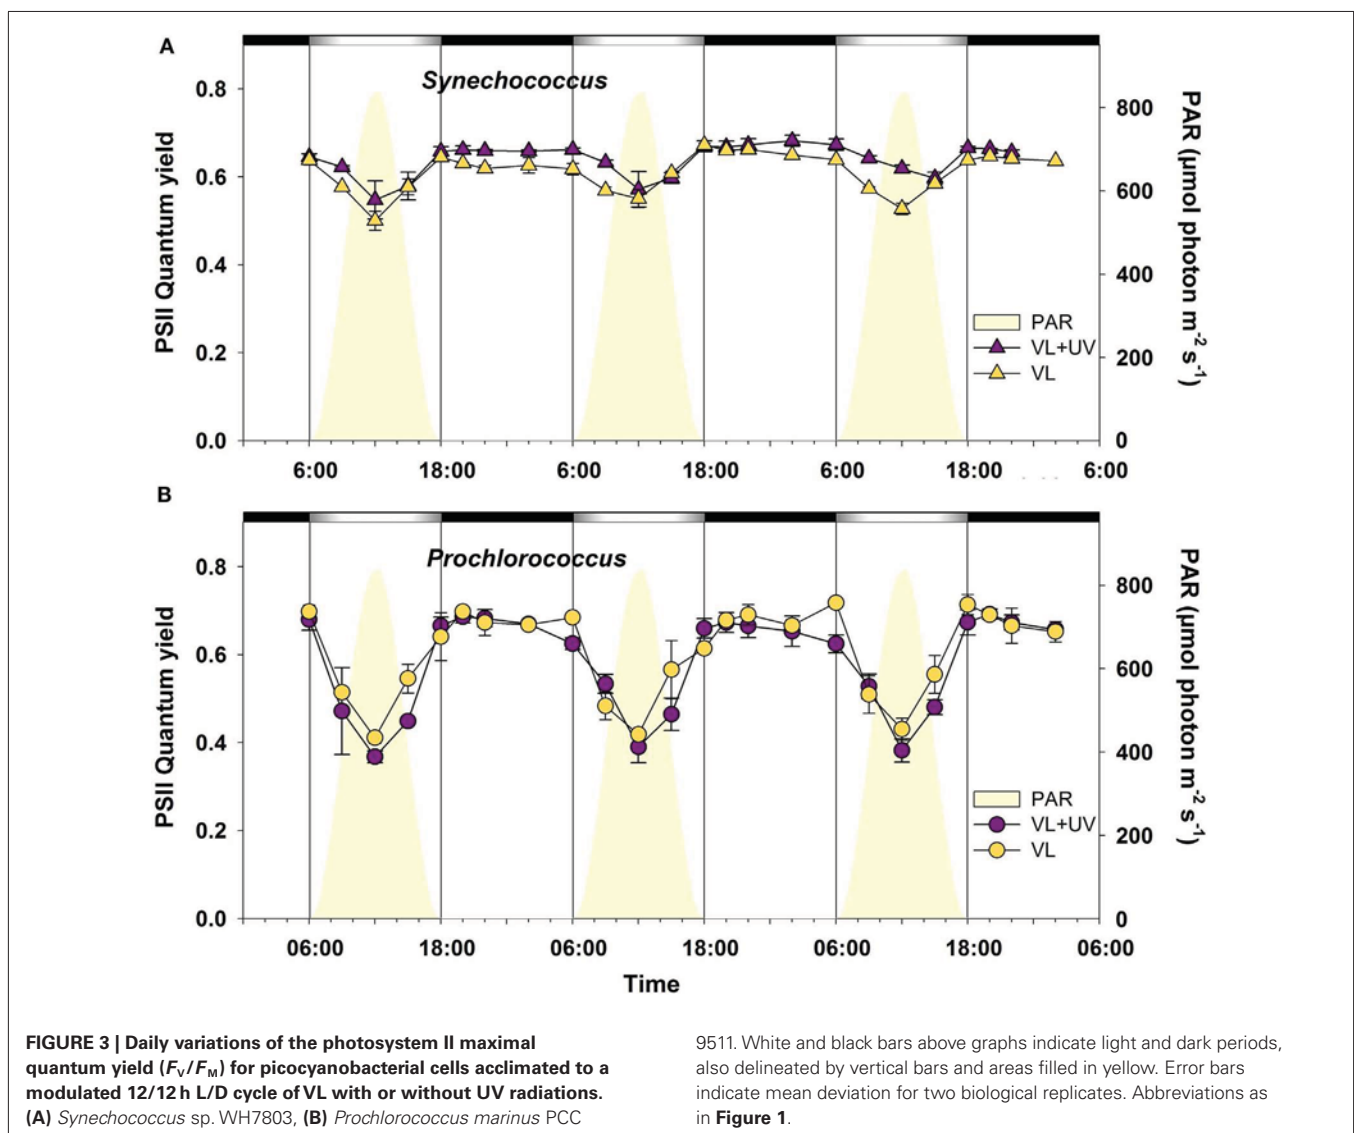 A
Synechococcus
PSII Quantum yield
0.8
0.6
0.4
0.2
0.0
PAR (µmol photon m-2 s-1)
800
600
400
200
0
PAR
VL+UV
VL
6:00 18:00 6:00 18:00 6:00 18:00 6:00
B
Prochlorococcus
PSII Quantum yield
0.8
0.6
0.4
0.2
0.0
PAR (µmol photon m-2 s-1)
800
600
400
200
0
PAR
VL+UV
VL
06:00 18:00 06:00 18:00 06:00 18:00 06:00
Time
FIGURE 3 | Daily variations of the photosystem II maximal
quantum yield (FV/FM) for picocyanobacterial cells acclimated to a
modulated 12/12 h L/D cycle of VL with or without UV radiations.
(A) Synechococcus sp. WH7803, (B) Prochlorococcus marinus PCC
9511. White and black bars above graphs indicate light and dark periods,
also delineated by vertical bars and areas filled in yellow. Error bars
indicate mean deviation for two biological replicates. Abbreviations as
in Figure 1.